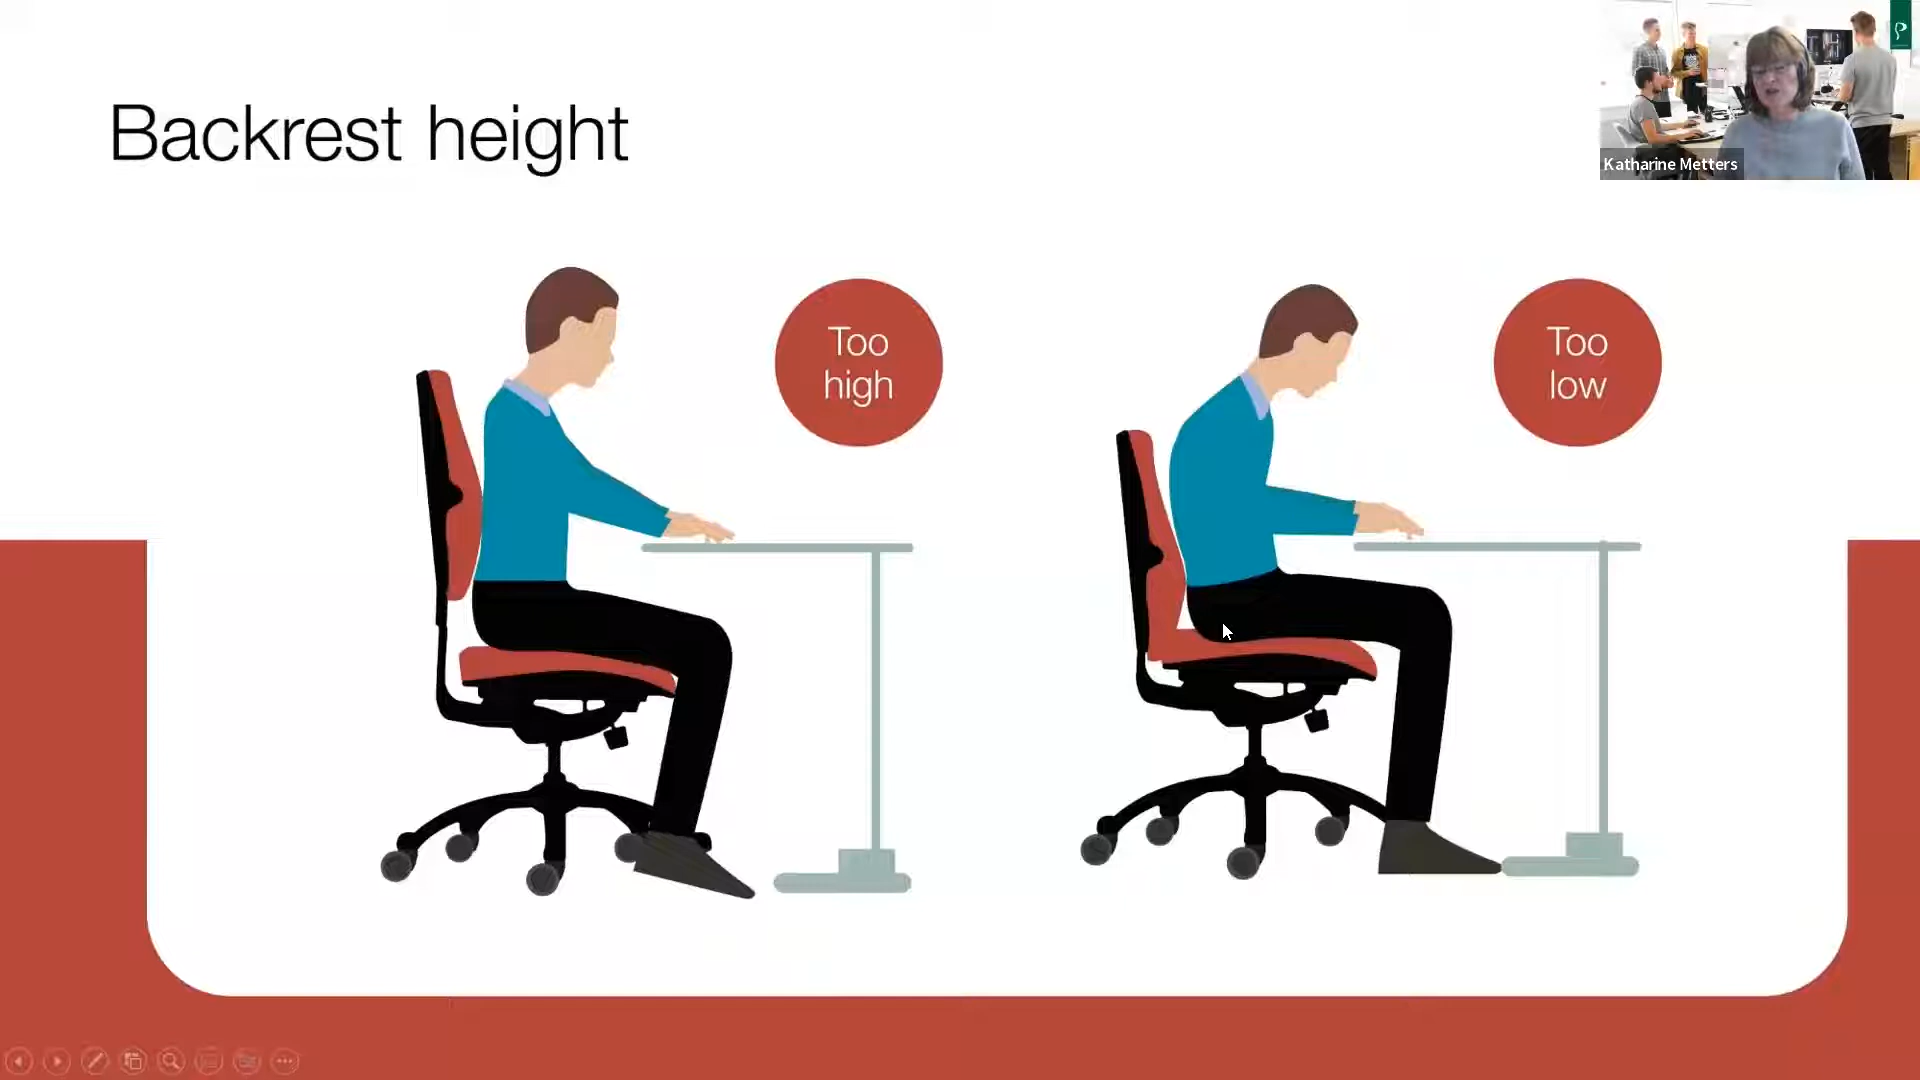 Backrest height
Katharine Metters
Too
high
Too
low